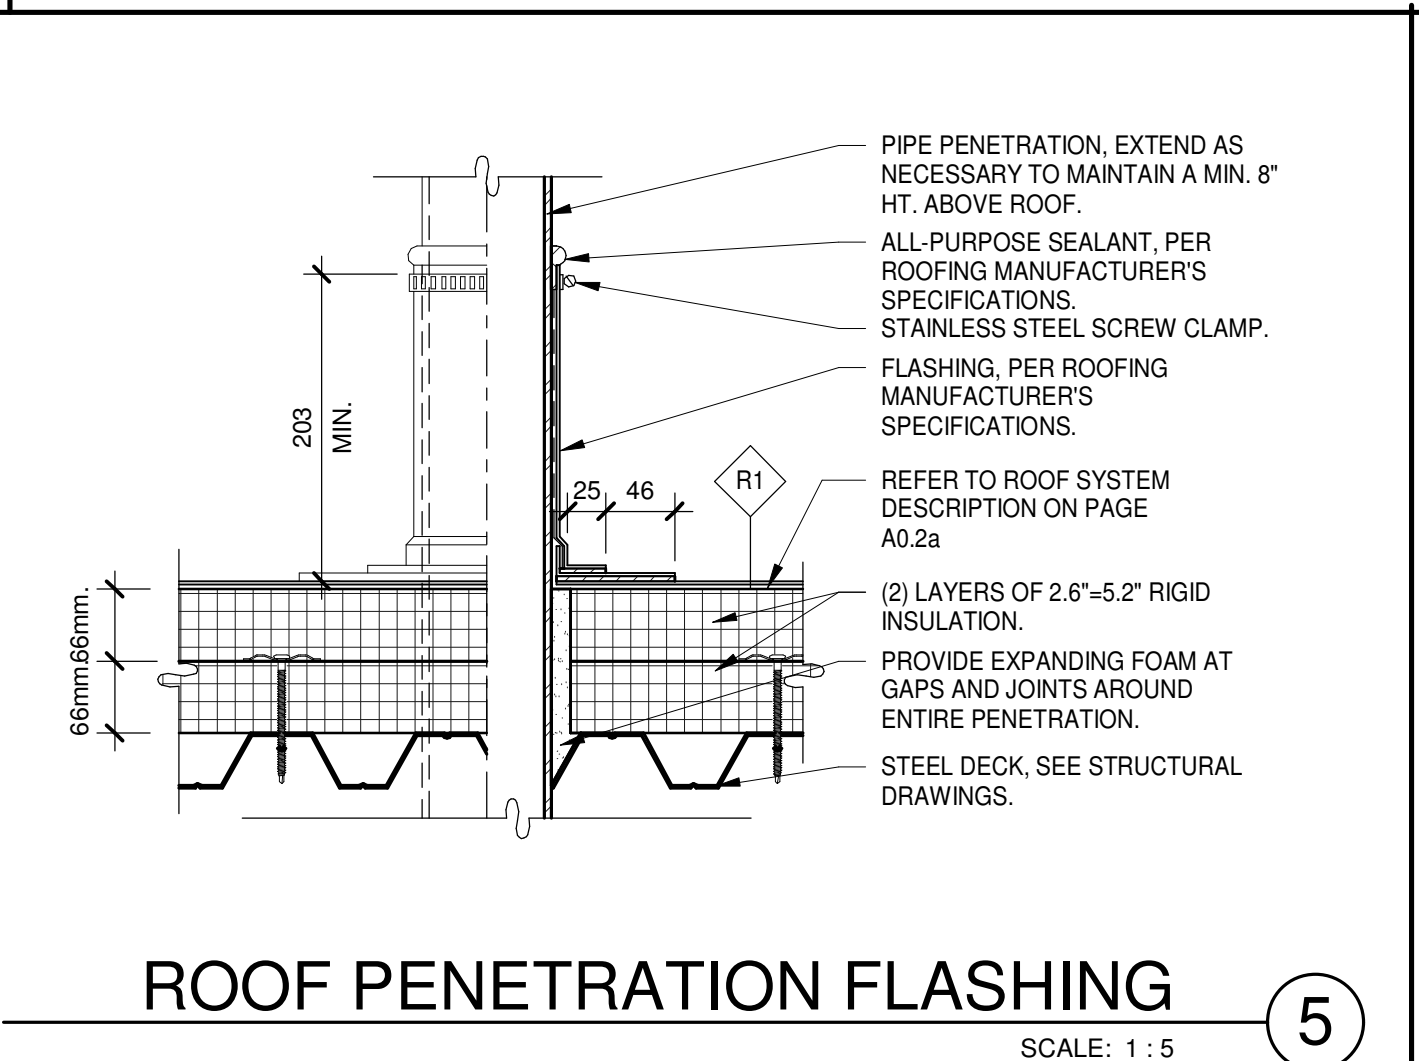 PIPE PENETRATION, EXTEND AS
NECESSARY TO MAINTAIN A MIN. 8"
HT. ABOVE ROOF.
ALL-PURPOSE SEALANT, PER
ROOFING MANUFACTURER'S
SPECIFICATIONS.
STAINLESS STEEL SCREW CLAMP.
FLASHING, PER ROOFING
MANUFACTURER'S
SPECIFICATIONS.
203
MIN.
25
46
R1
REFER TO ROOF SYSTEM
DESCRIPTION ON PAGE
A0.2a
(2) LAYERS OF 2.6"=5.2" RIGID
INSULATION.
66mm.
66mm.
PROVIDE EXPANDING FOAM AT
GAPS AND JOINTS AROUND
ENTIRE PENETRATION.
STEEL DECK, SEE STRUCTURAL
DRAWINGS.
ROOF PENETRATION FLASHING
5
SCALE: 1 : 5